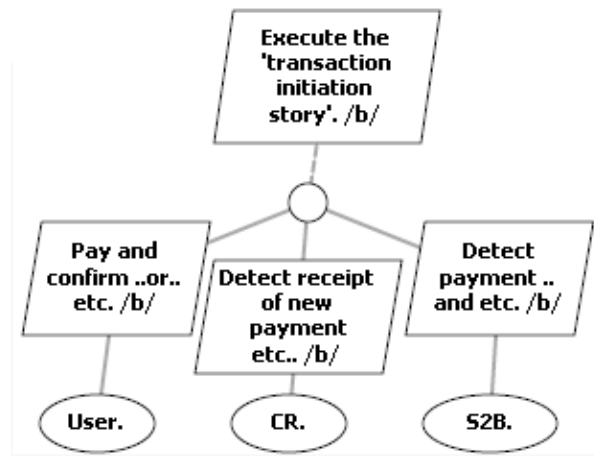 Execute the
'transaction
initiation
story'. /b/
Pay and
confirm ..or..
etc. /b/
Detect receipt
of new
payment
etc.. /b/
Detect
payment ..
and etc. /b/
User.
CR.
S2B.